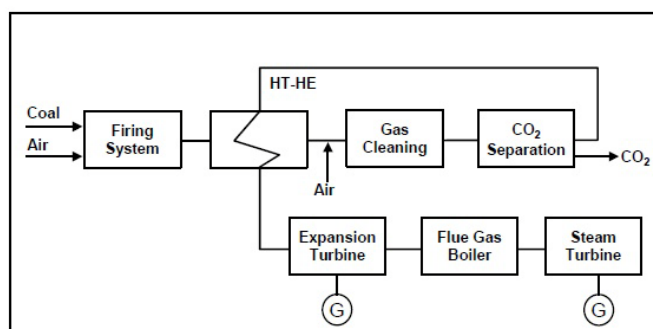 HT-HE
Coal
Air
Firing
System
Gas
Cleaning
CO₂
Separation
CO₂
Air
Expansion
Turbine
Flue Gas
Boiler
Steam
Turbine
G
G